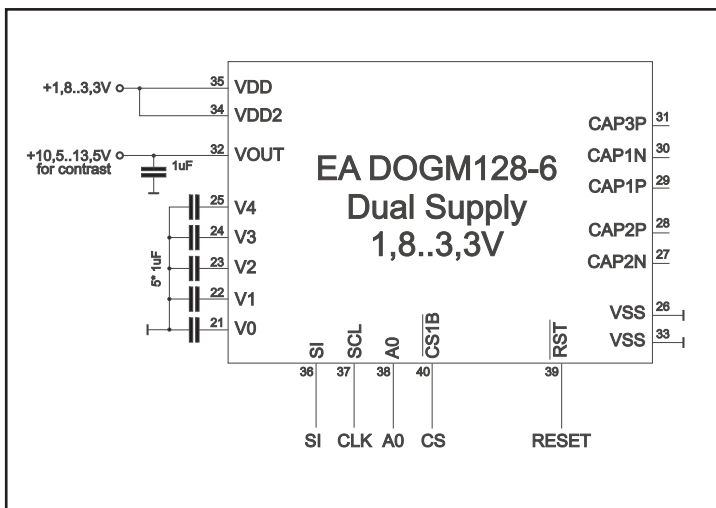 +1,8..3,3V
35 VDD
34 VDD2
+10,5..13,5V
for contrast
32 VOUT
1uF
25 V4
24 V3
23 V2
22 V1
21 V0
5* 1uF
EA DOGM128-6
Dual Supply
1,8..3,3V
CAP3P 31
CAP1N 30
CAP1P 29
CAP2P 28
CAP2N 27
VSS 26
VSS 33
SI
SCL
A0
CS1B
RST
36 37 38 40 39
SI CLK A0 CS RESET